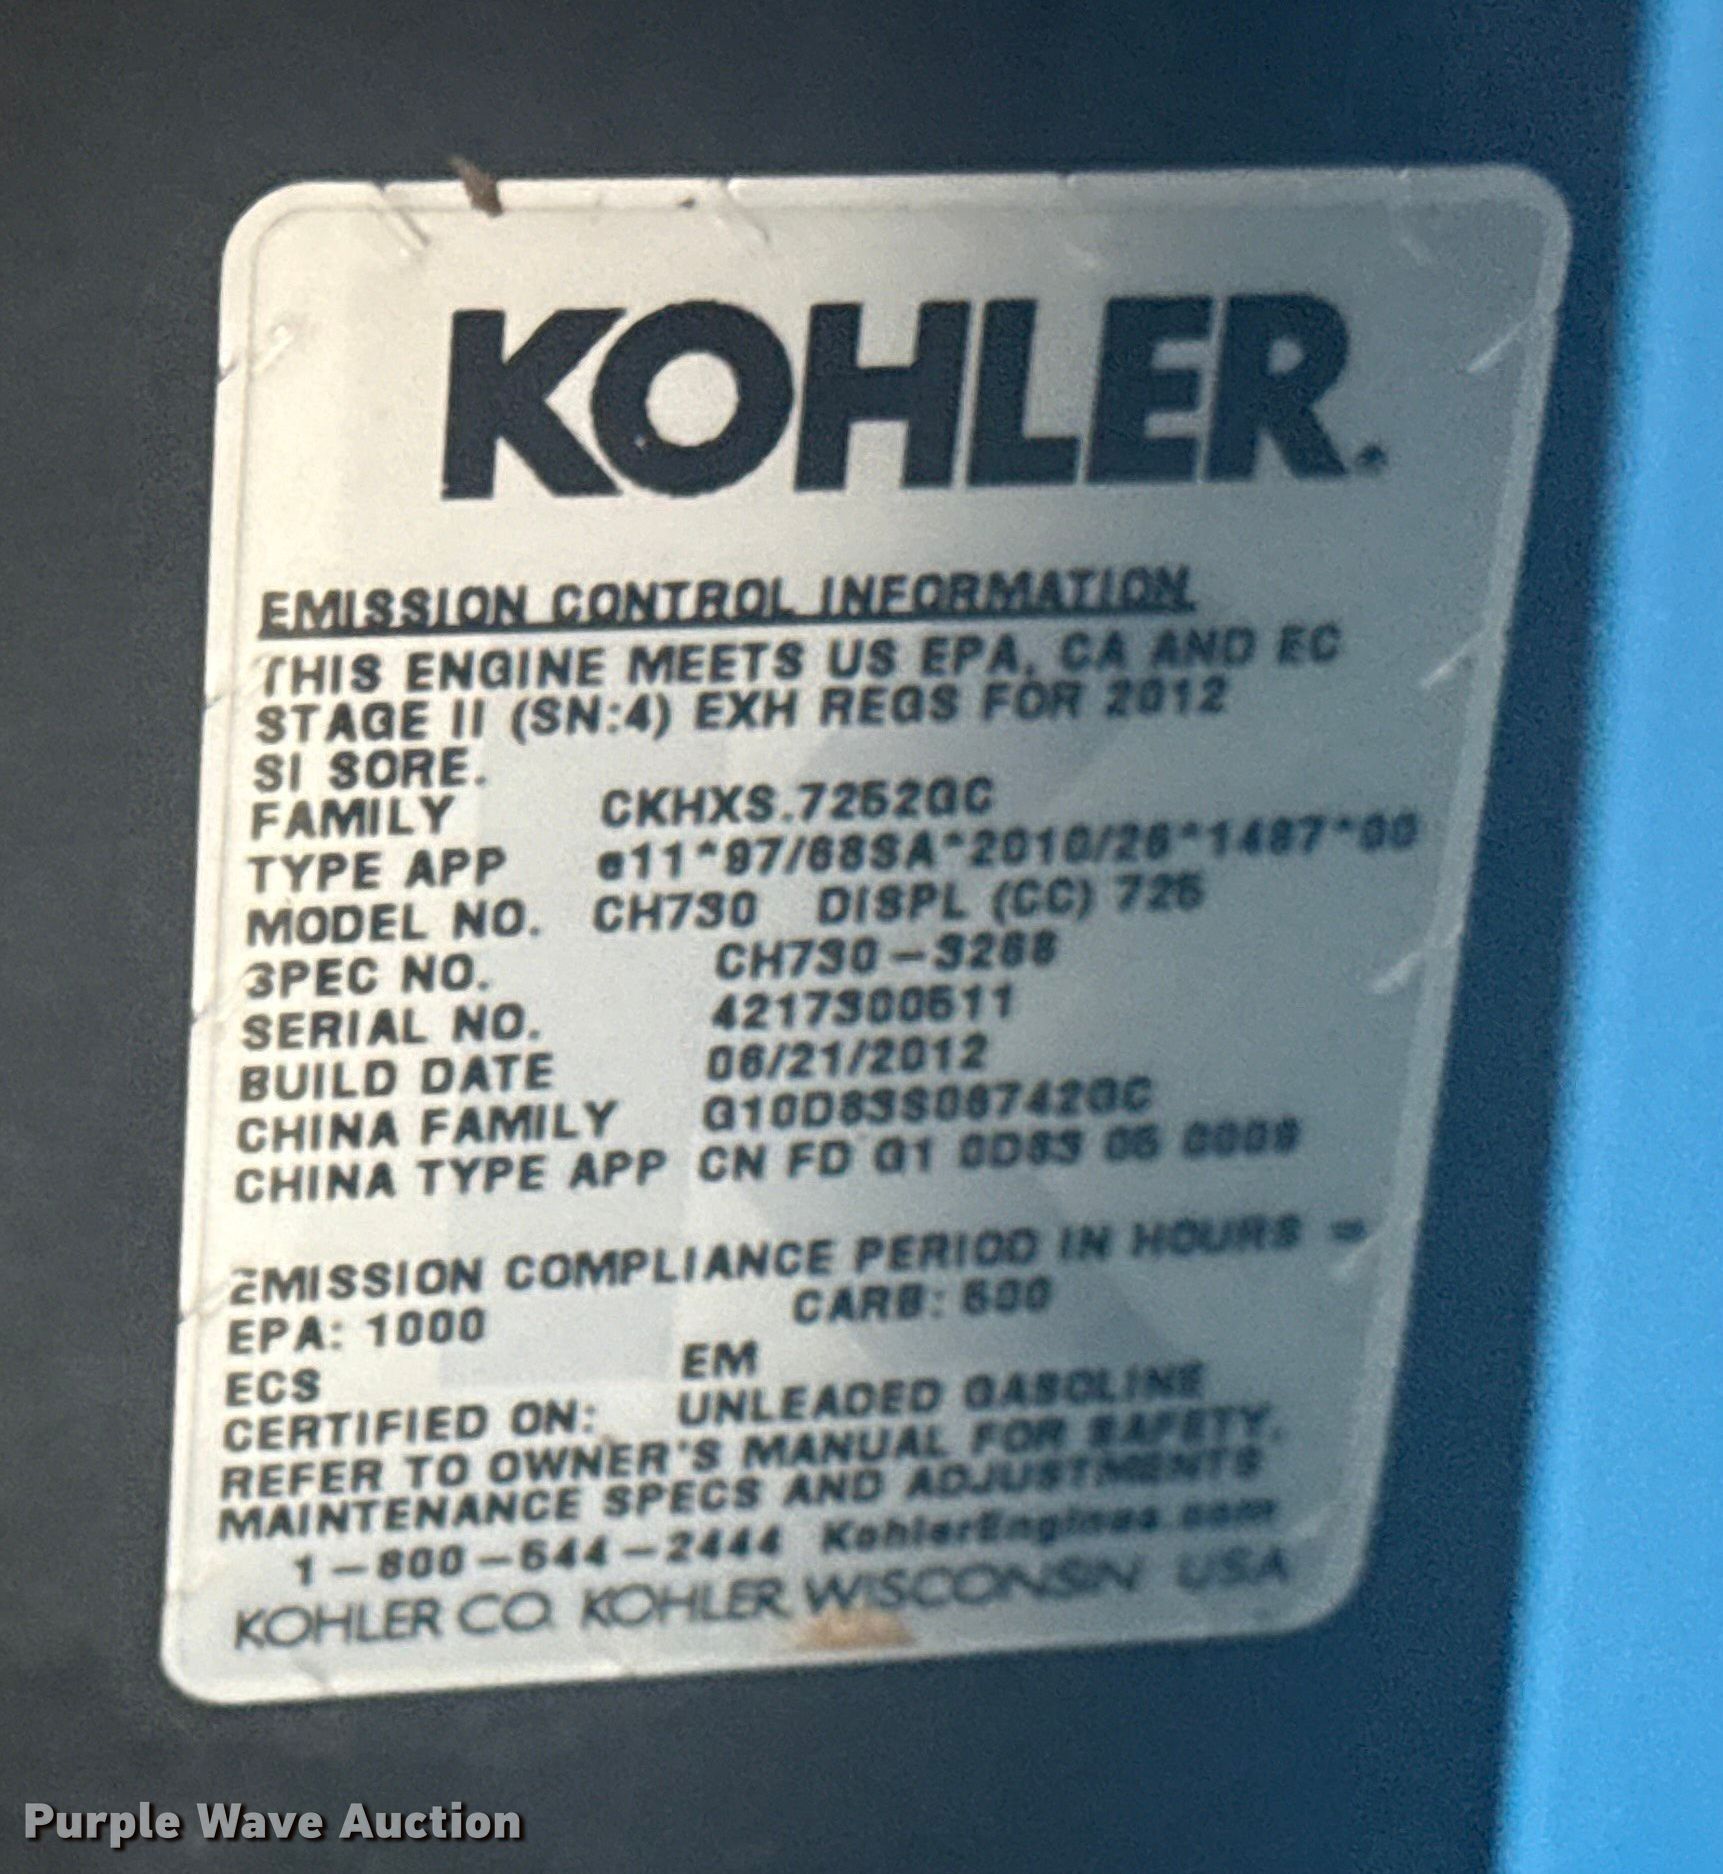 KOHLER.
EMISSION CONTROL INFORMATION
THIS ENGINE MEETS US EPA, CA AND EC
STAGE II (SN:4) EXH REGS FOR 2012
SI SORE.
FAMILY CKHXS.7252GC
TYPE APP e11*97/68SA*2010/26*1487*00
MODEL NO. CH730 DISPL (CC) 725
SPEC NO. CH730-3268
SERIAL NO. 4217300511
BUILD DATE 06/21/2012
CHINA FAMILY
CHINA TYPE APP CN FD G1 0D83 05
EMISSION COMPLIANCE PERIOD IN HOURS =
EPA: 1000 CARB: 500
ECS EM
CERTIFIED ON: UNLEADED GASOLINE
REFER TO OWNER'S MANUAL FOR SAFETY,
MAINTENANCE SPECS AND ADJUSTMENTS
1-800-544-2444 KohlerEngines.com
KOHLER CO. KOHLER WISCONSIN USA
Purple Wave Auction